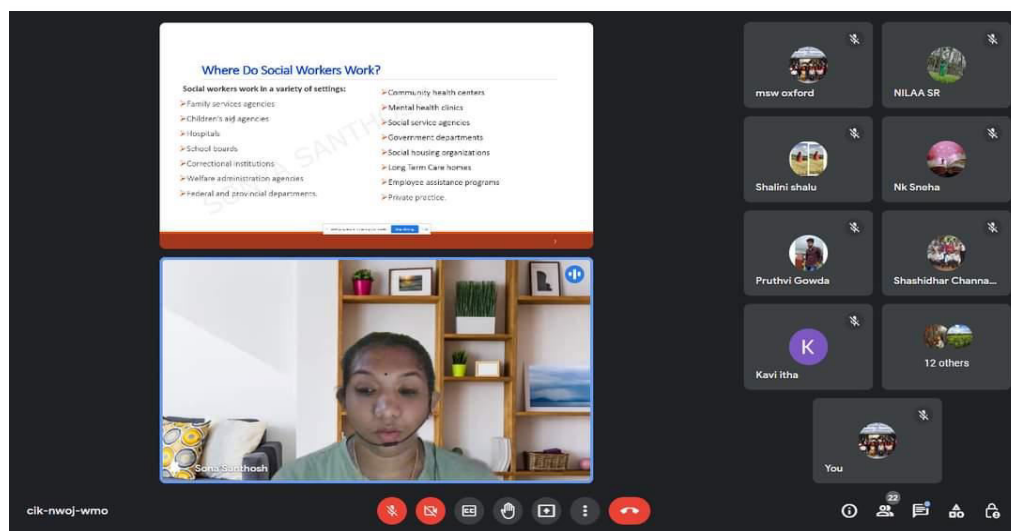 Where Do Social Workers Work?
Social workers work in a variety of settings:
➢Family services agencies
➢Children's aid agencies
➢Hospitals
➢School boards
➢Correctional institutions
➢Welfare administration agencies
➢Federal and provincial departments.
➢Community health centers
➢Mental health clinics
➢Social service agencies
➢Government departments
➢Social housing organizations
➢Long Term Care homes
➢Employee assistance programs
➢Private practice.
Sona Santhosh
msw oxford
NILAA SR
Shalini shalu
Nk Sneha
Pruthvi Gowda
Shashidhar Channa...
K
Kavi itha
12 others
You
cik-nwoj-wmo
CC
22